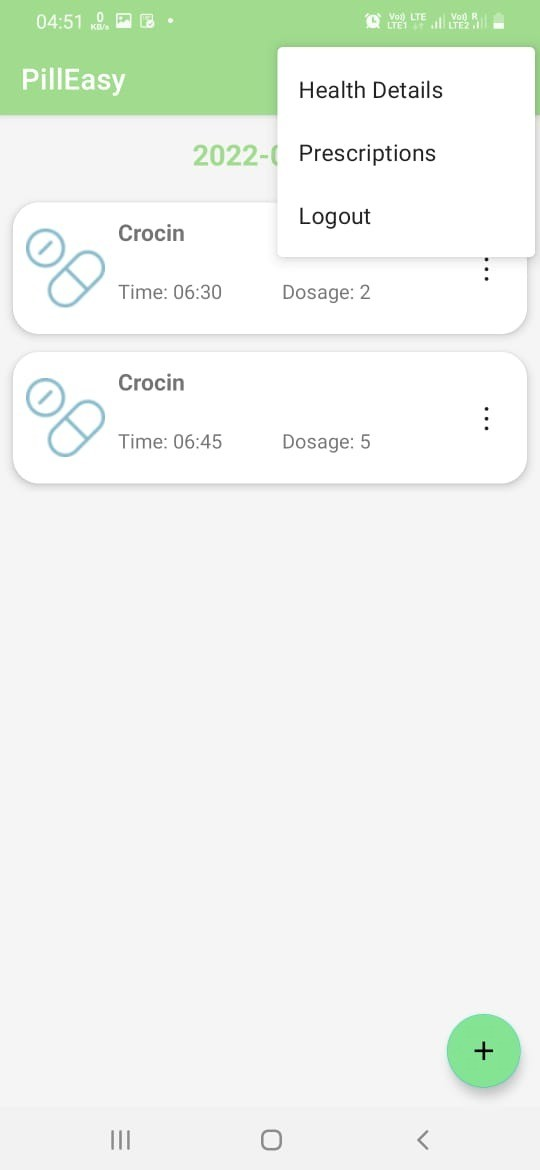 04:51 0 KB/s Vo) LTE LTE1 Vo) R LTE2
PillEasy
Health Details
Prescriptions
Logout
2022-0
Crocin
Time: 06:30 Dosage: 2
Crocin
Time: 06:45 Dosage: 5
+